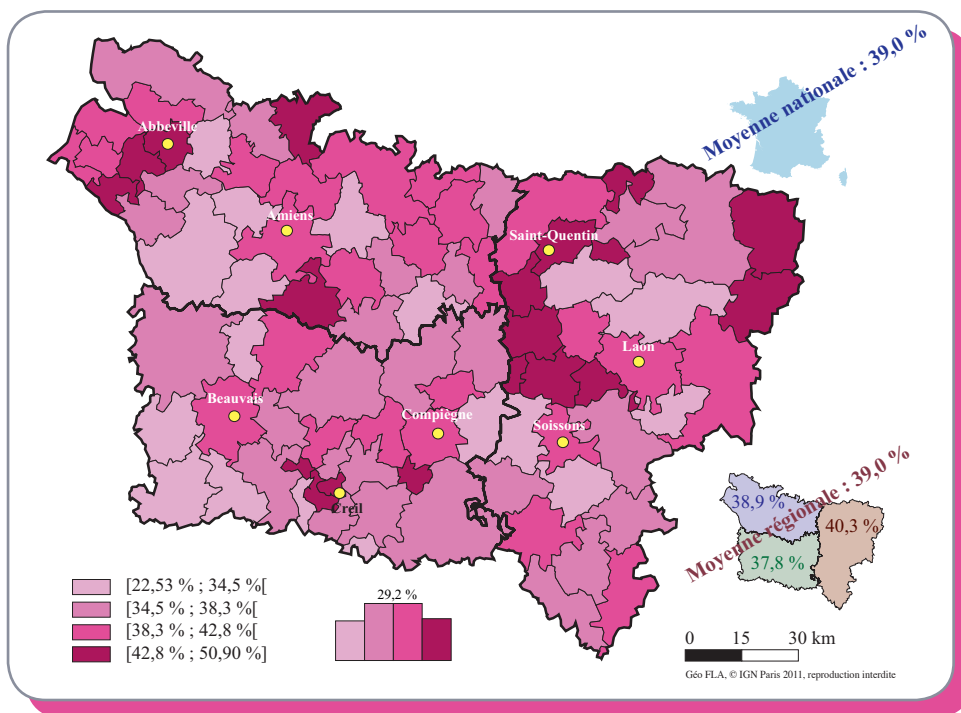 Moyenne nationale : 39,0 %
Abbeville
Amiens
Saint-Quentin
Laon
Beauvais
Compiègne
Soissons
Creil
Moyenne régionale : 39,0 %
38,9 %
40,3 %
37,8 %
[22,53 % ; 34,5 %[
[34,5 % ; 38,3 %[
[38,3 % ; 42,8 %[
[42,8 % ; 50,90 %]
29,2 %
0 15 30 km
Géo FLA, © IGN Paris 2011, reproduction interdite